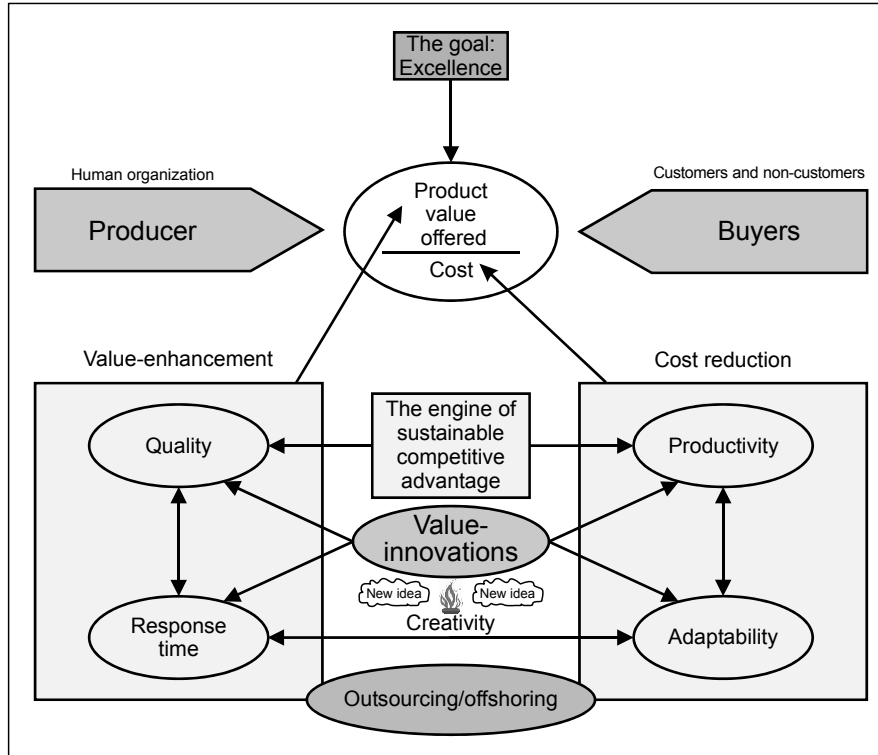 The goal:
Excellence
Human organization
Customers and non-customers
Producer
Product
value
offered
Cost
Buyers
Value-enhancement
Cost reduction
Quality
The engine of
sustainable
competitive
advantage
Productivity
Value-
innovations
New idea
New idea
Creativity
Response
time
Adaptability
Outsourcing/offshoring